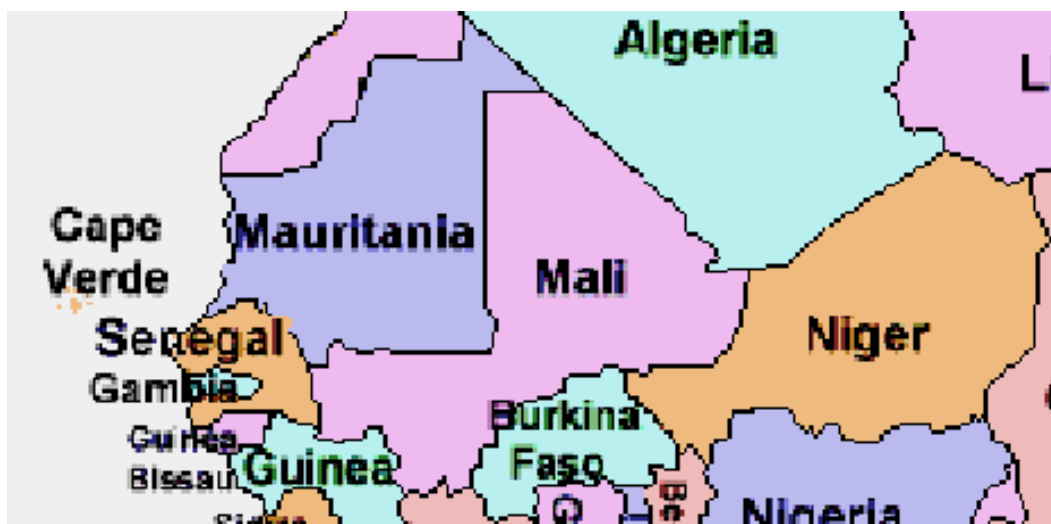 Algeria
L
Cape
Verde
Mauritania
Mali
Senegal
Niger
Gambia
Burkina
Faso
Guinea
Bissau
Guinea
Nigeria